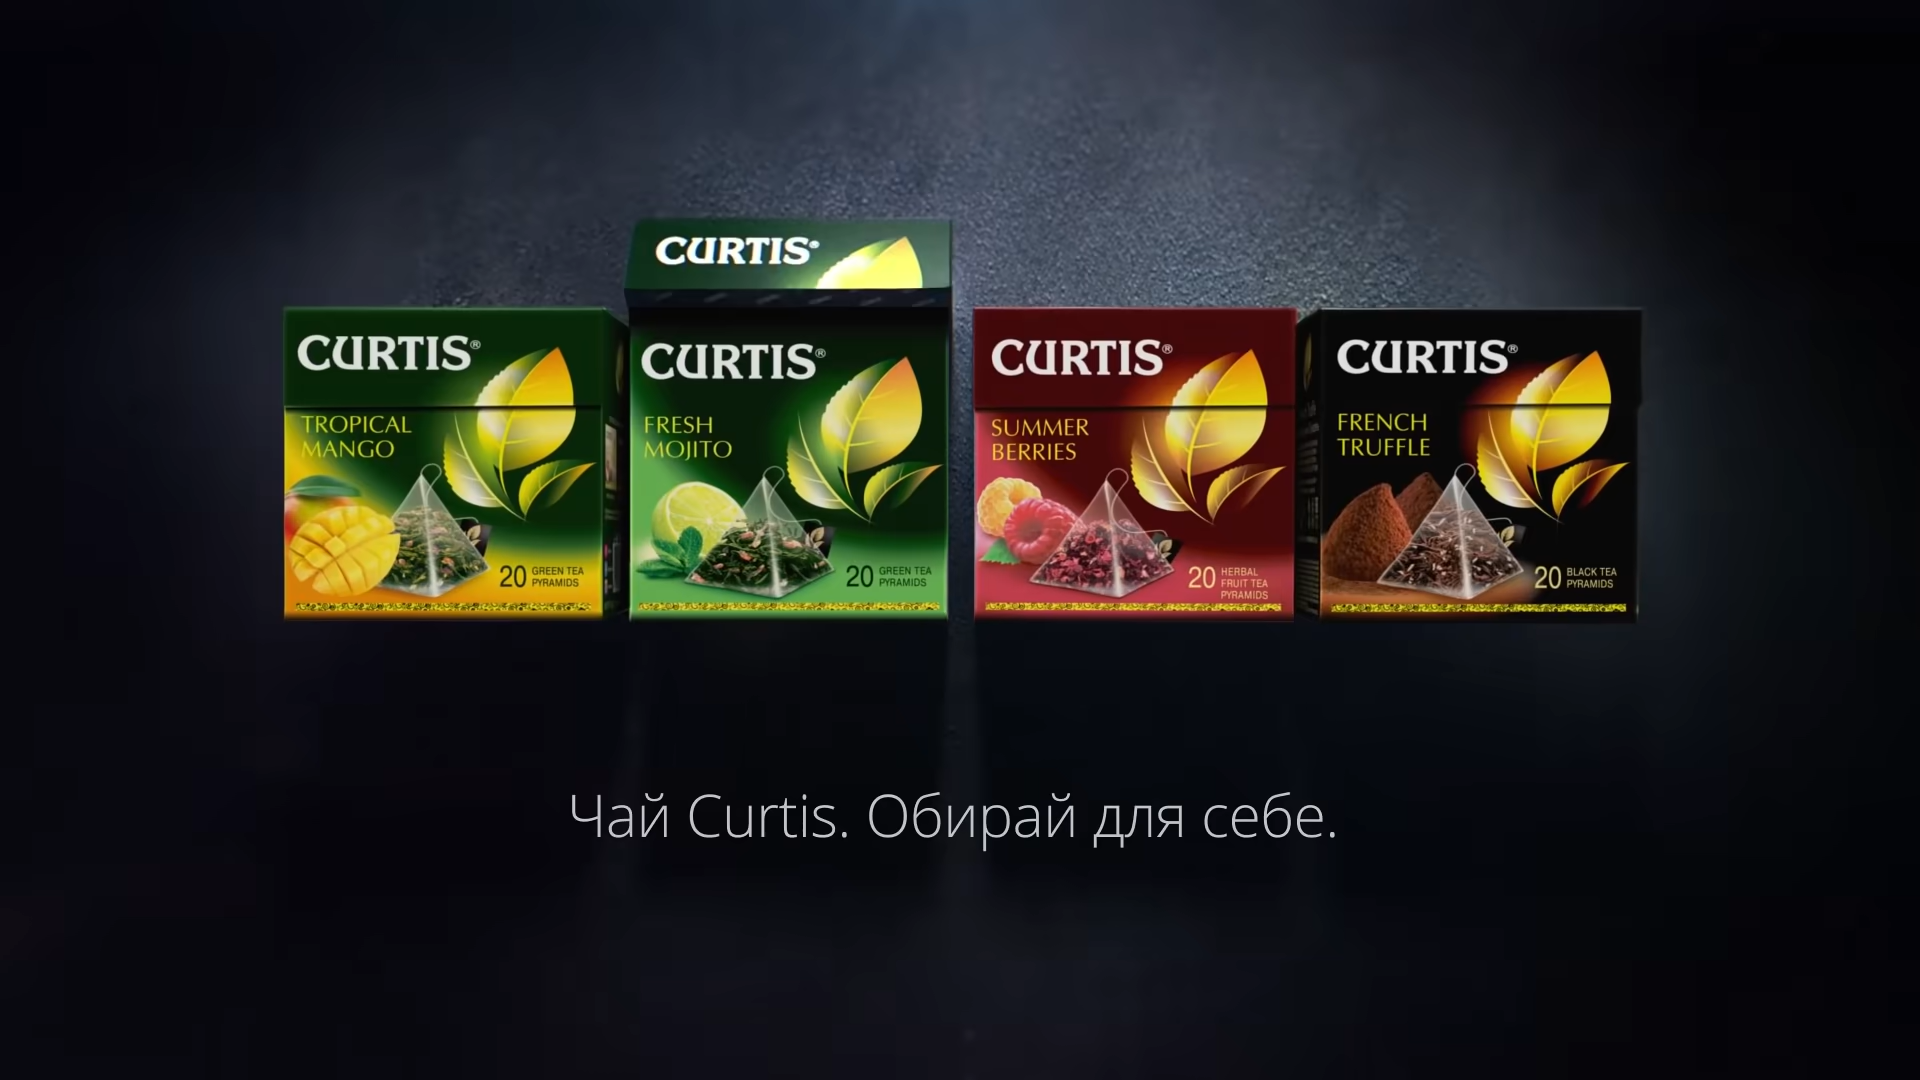 CURTIS®
CURTIS®
TROPICAL
MANGO
20 GREEN TEA
PYRAMIDS
CURTIS®
FRESH
MOJITO
20 GREEN TEA
PYRAMIDS
CURTIS®
SUMMER
BERRIES
20 HERBAL
FRUIT TEA
PYRAMIDS
CURTIS®
FRENCH
TRUFFLE
20 BLACK TEA
PYRAMIDS
Чай Curtis. Обирай для себе.